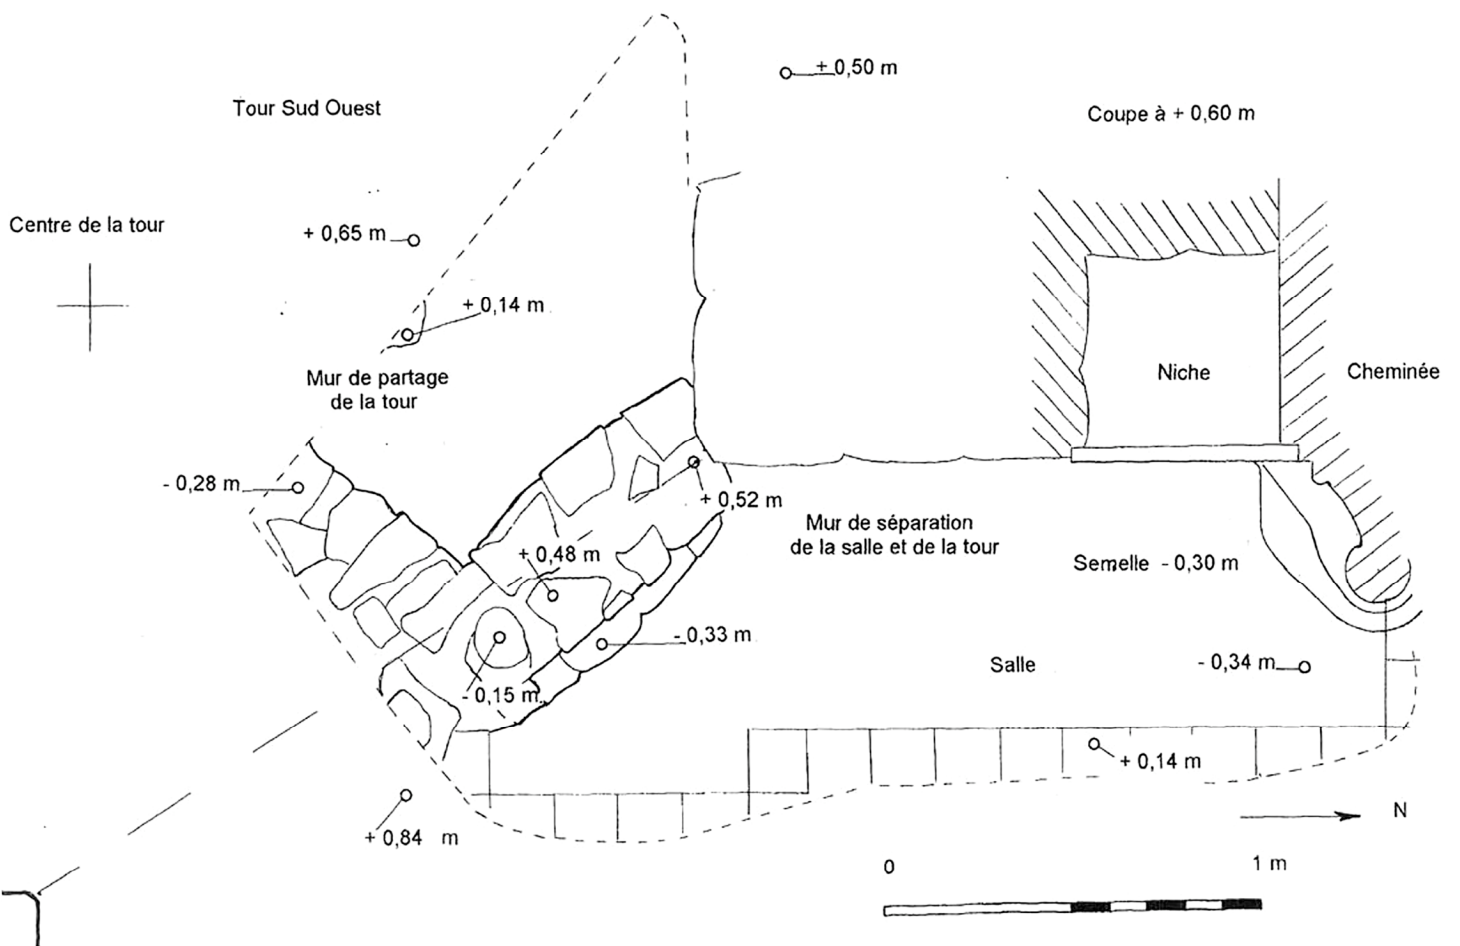 + 0,50 m
Tour Sud Ouest
Coupe à + 0,60 m
Centre de la tour
+ 0,65 m
+ 0,14 m
Mur de partage
de la tour
Niche
Cheminée
- 0,28 m
+ 0,52 m
Mur de séparation
de la salle et de la tour
+ 0,48 m
Semelle - 0,30 m
- 0,33 m
Salle
- 0,34 m
- 0,15 m
+ 0,14 m
N
+ 0,84 m
0 1 m